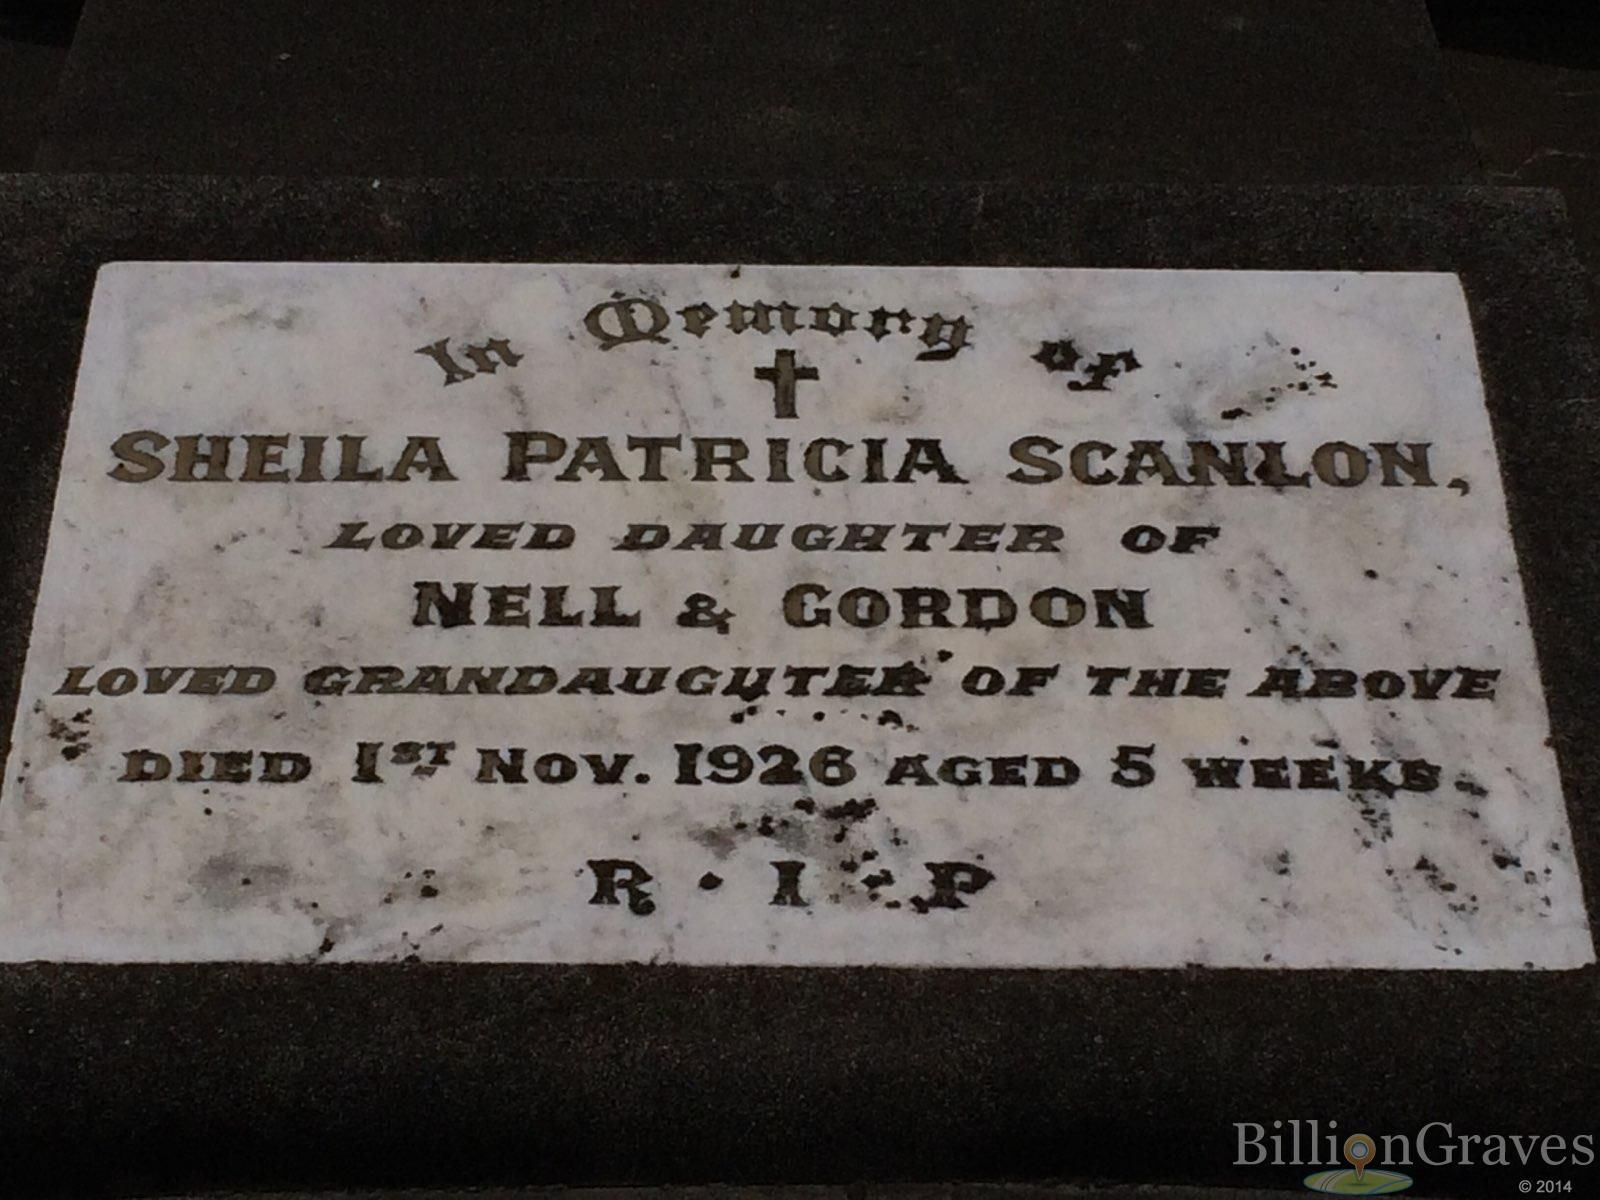 In Memory of
SHEILA PATRICIA SCANLON,
LOVED DAUGHTER OF
NELL & GORDON
LOVED GRANDAUGHTER OF THE ABOVE
DIED 1ST NOV. 1926 AGED 5 WEEKS
R · I · P
BillionGraves
© 2014